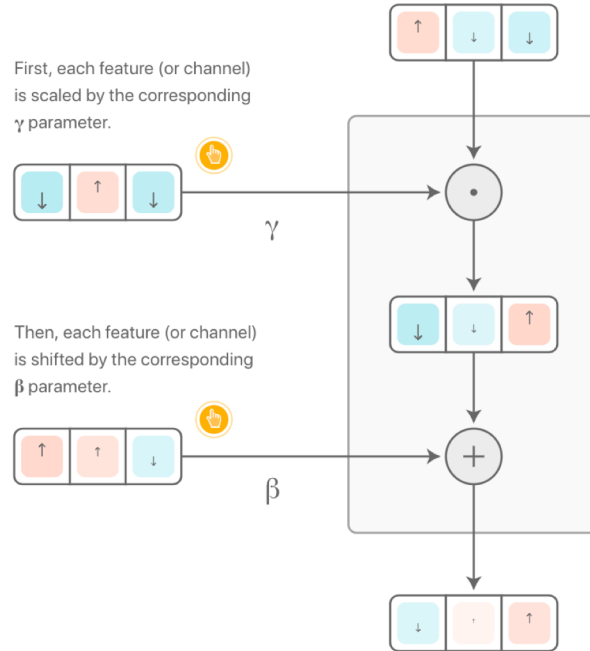 First, each feature (or channel)
is scaled by the corresponding
γ parameter.
γ
Then, each feature (or channel)
is shifted by the corresponding
β parameter.
β